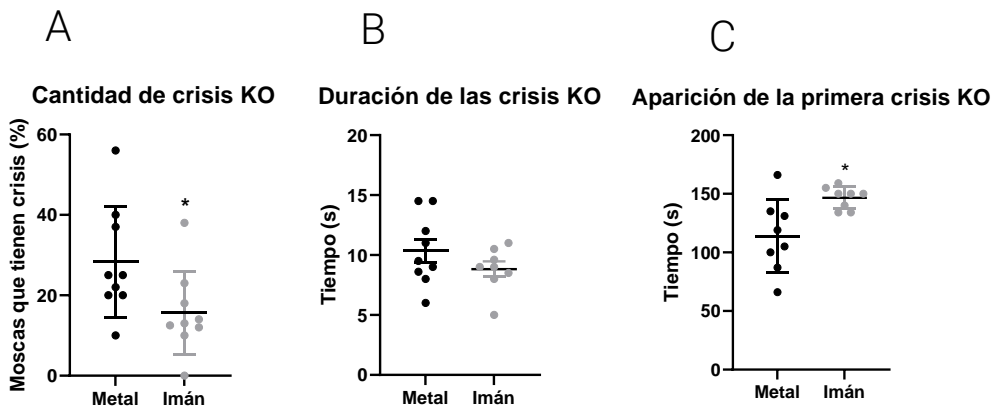 A
Cantidad de crisis KO
Moscas que tienen crisis (%)
60
40
20
0
*
Metal Imán
B
Duración de las crisis KO
Tiempo (s)
20
15
10
5
0
Metal Imán
C
Aparición de la primera crisis KO
Tiempo (s)
200
150
100
50
0
*
Metal Imán